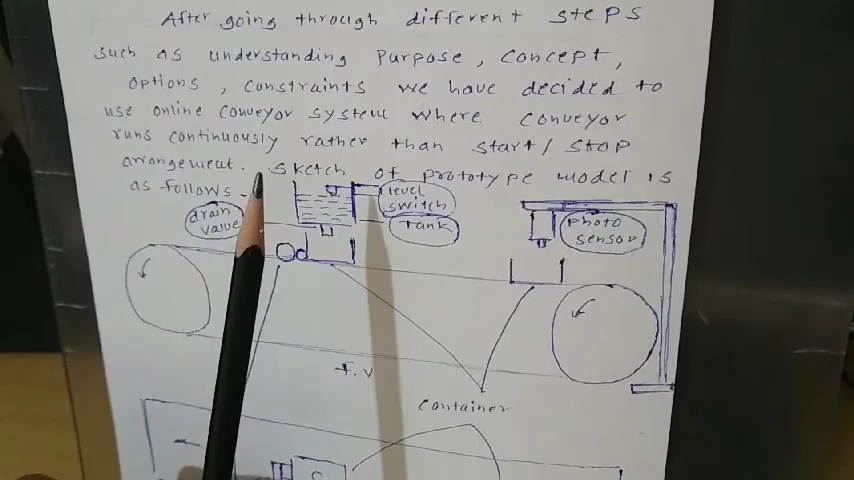 After going through different steps
such as understanding purpose, concept,
options, constraints we have decided to
use online conveyor system where conveyor
runs continuously rather than start/stop
arrangement. Sketch of prototype model is
as follows -
level
switch
drain
valve
Tank
photo
sensor
F.V
Container
C